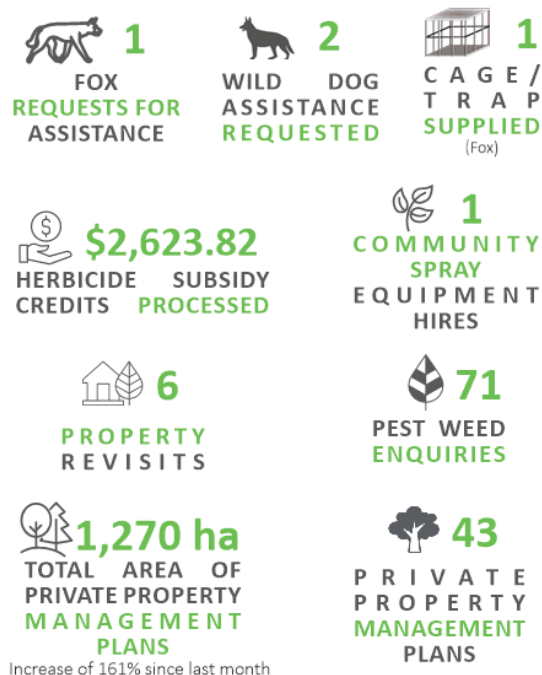 1
FOX
REQUESTS FOR
ASSISTANCE
2
WILD DOG
ASSISTANCE
REQUESTED
1
CAGE/
TRAP
SUPPLIED
(Fox)
$
$2,623.82
HERBICIDE SUBSIDY
CREDITS PROCESSED
1
COMMUNITY
SPRAY
EQUIPMENT
HIRES
6
PROPERTY
REVISITS
71
PEST WEED
ENQUIRIES
1,270 ha
TOTAL AREA OF
PRIVATE PROPERTY
MANAGEMENT
PLANS
Increase of 161% since last month
43
PRIVATE
PROPERTY
MANAGEMENT
PLANS